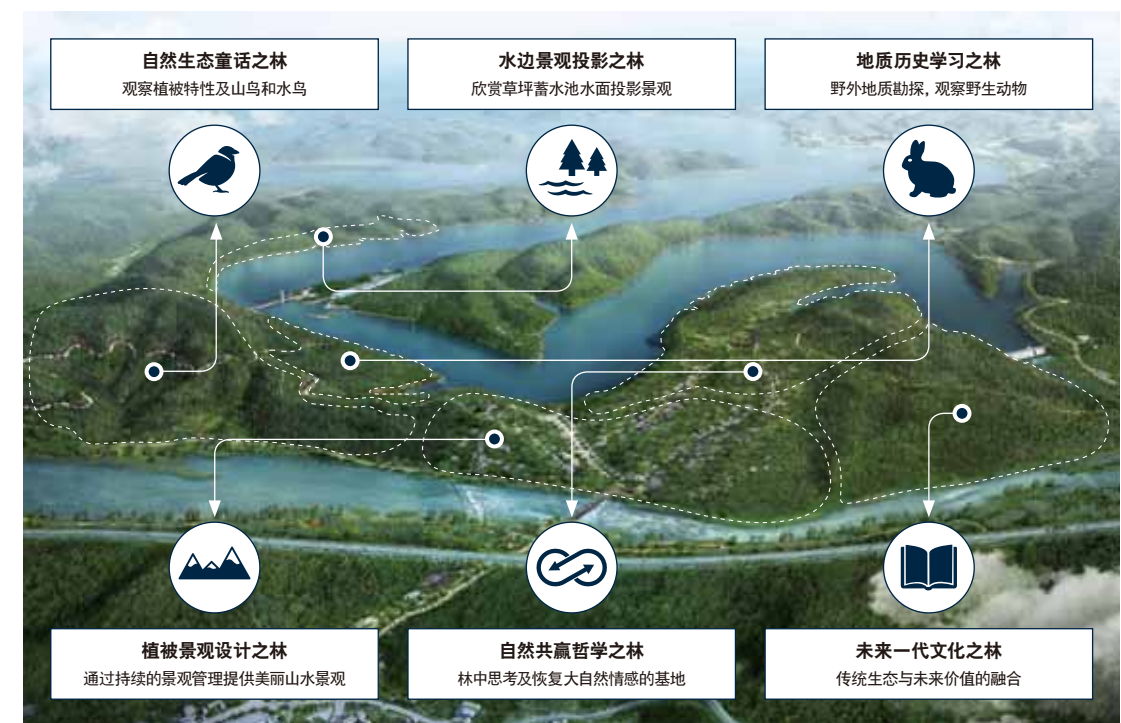 自然生态童话之林
观察植被特性及山鸟和水鸟
水边景观投影之林
欣赏草坪蓄水池水面投影景观
地质历史学习之林
野外地质勘探, 观察野生动物
植被景观设计之林
通过持续的景观管理提供美丽山水景观
自然共赢哲学之林
林中思考及恢复大自然情感的基地
未来一代文化之林
传统生态与未来价值的融合